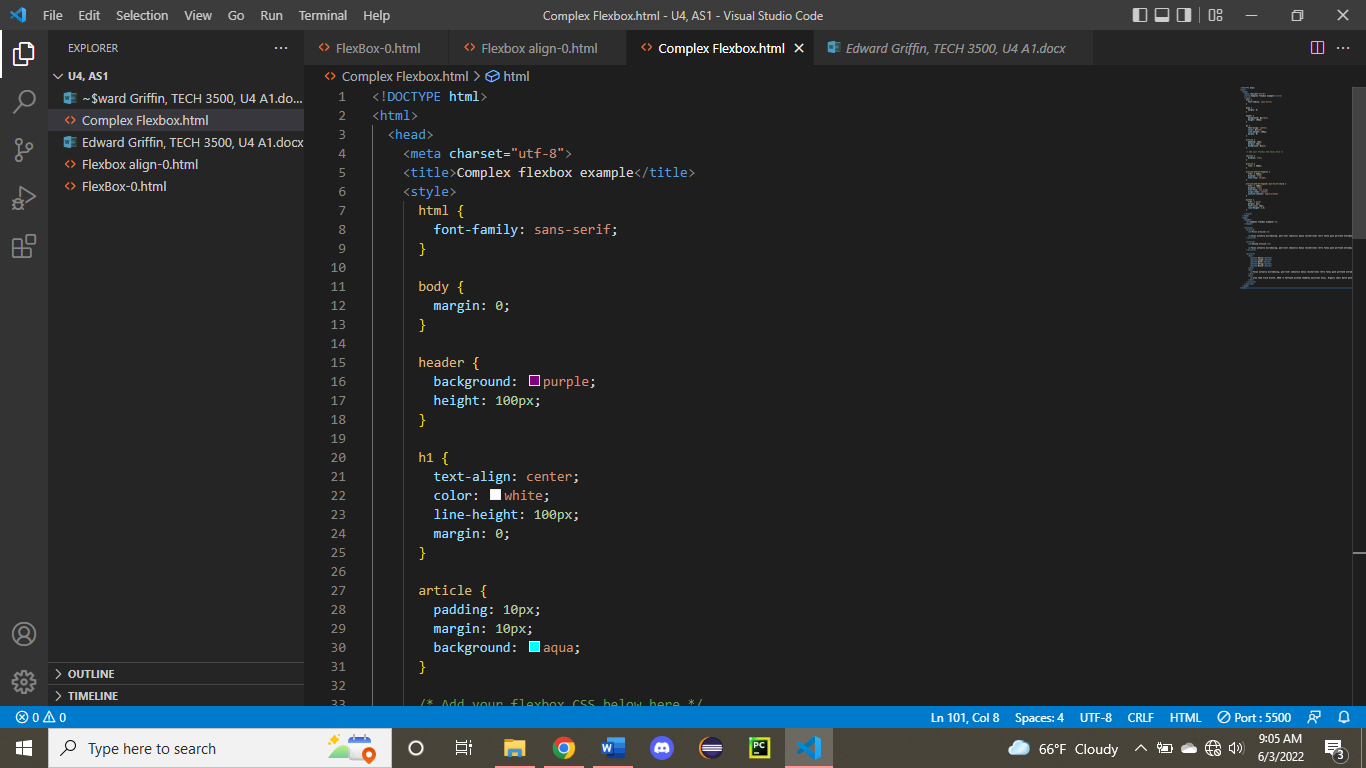 File Edit Selection View Go Run Terminal Help
Complex Flexbox.html - U4, AS1 - Visual Studio Code
EXPLORER
U4, AS1
~$ward Griffin, TECH 3500, U4 A1.do...
Complex Flexbox.html
Edward Griffin, TECH 3500, U4 A1.docx
Flexbox align-0.html
FlexBox-0.html
OUTLINE
TIMELINE
FlexBox-0.html Flexbox align-0.html Complex Flexbox.html Edward Griffin, TECH 3500, U4 A1.docx
Complex Flexbox.html > html
1 <!DOCTYPE html>
2 <html>
3 <head>
4 <meta charset="utf-8">
5 <title>Complex flexbox example</title>
6 <style>
7 html {
8 font-family: sans-serif;
9 }
10
11 body {
12 margin: 0;
13 }
14
15 header {
16 background: purple;
17 height: 100px;
18 }
19
20 h1 {
21 text-align: center;
22 color: white;
23 line-height: 100px;
24 margin: 0;
25 }
26
27 article {
28 padding: 10px;
29 margin: 10px;
30 background: aqua;
31 }
32
33 /* Add your flexbox CSS below here */
0 0 Ln 101, Col 8 Spaces: 4 UTF-8 CRLF HTML Port : 5500
Type here to search
66°F Cloudy
9:05 AM
6/3/2022
3